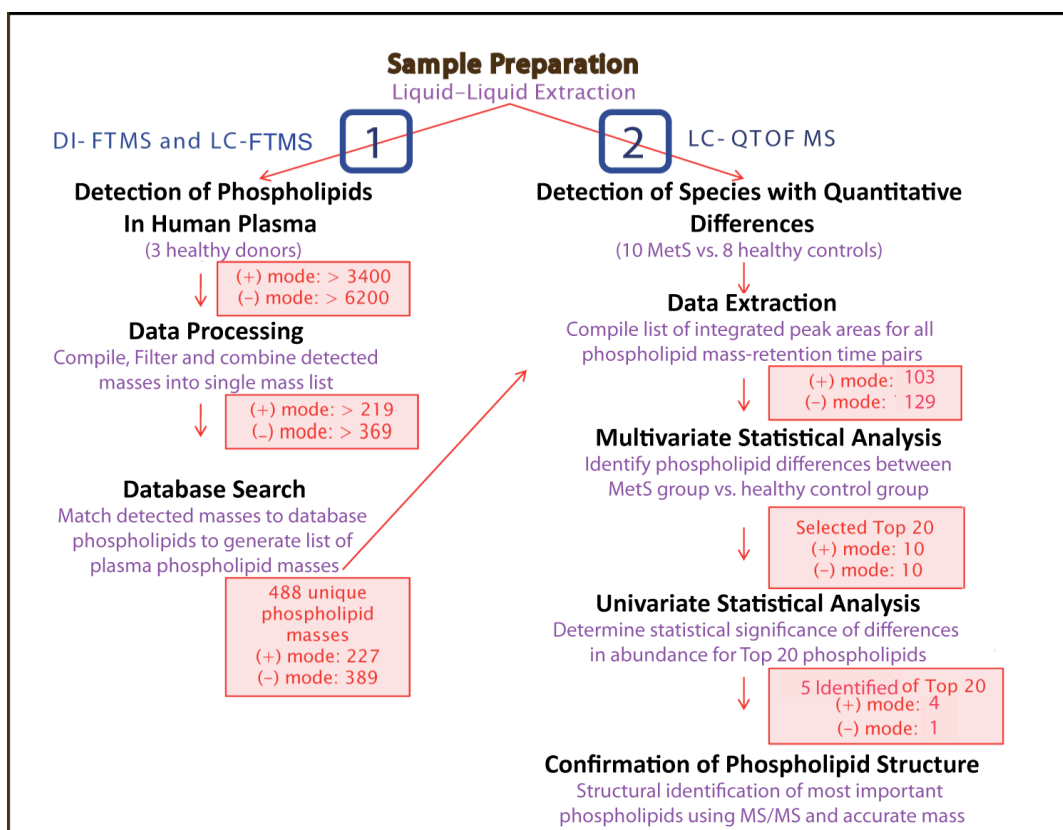 Sample Preparation
Liquid–Liquid Extraction
DI- FTMS and LC-FTMS
1
Detection of Phospholipids
In Human Plasma
(3 healthy donors)
(+) mode: > 3400
(–) mode: > 6200
Data Processing
Compile, Filter and combine detected
masses into single mass list
(+) mode: > 219
(_) mode: > 369
Database Search
Match detected masses to database
phospholipids to generate list of
plasma phospholipid masses
488 unique
phospholipid
masses
(+) mode: 227
(–) mode: 389
2
LC- QTOF MS
Detection of Species with Quantitative
Differences
(10 MetS vs. 8 healthy controls)
Data Extraction
Compile list of integrated peak areas for all
phospholipid mass-retention time pairs
(+) mode: 103
(–) mode: 129
Multivariate Statistical Analysis
Identify phospholipid differences between
MetS group vs. healthy control group
Selected Top 20
(+) mode: 10
(–) mode: 10
Univariate Statistical Analysis
Determine statistical significance of differences
in abundance for Top 20 phospholipids
5 Identified of Top 20
(+) mode: 4
(–) mode: 1
Confirmation of Phospholipid Structure
Structural identification of most important
phospholipids using MS/MS and accurate mass